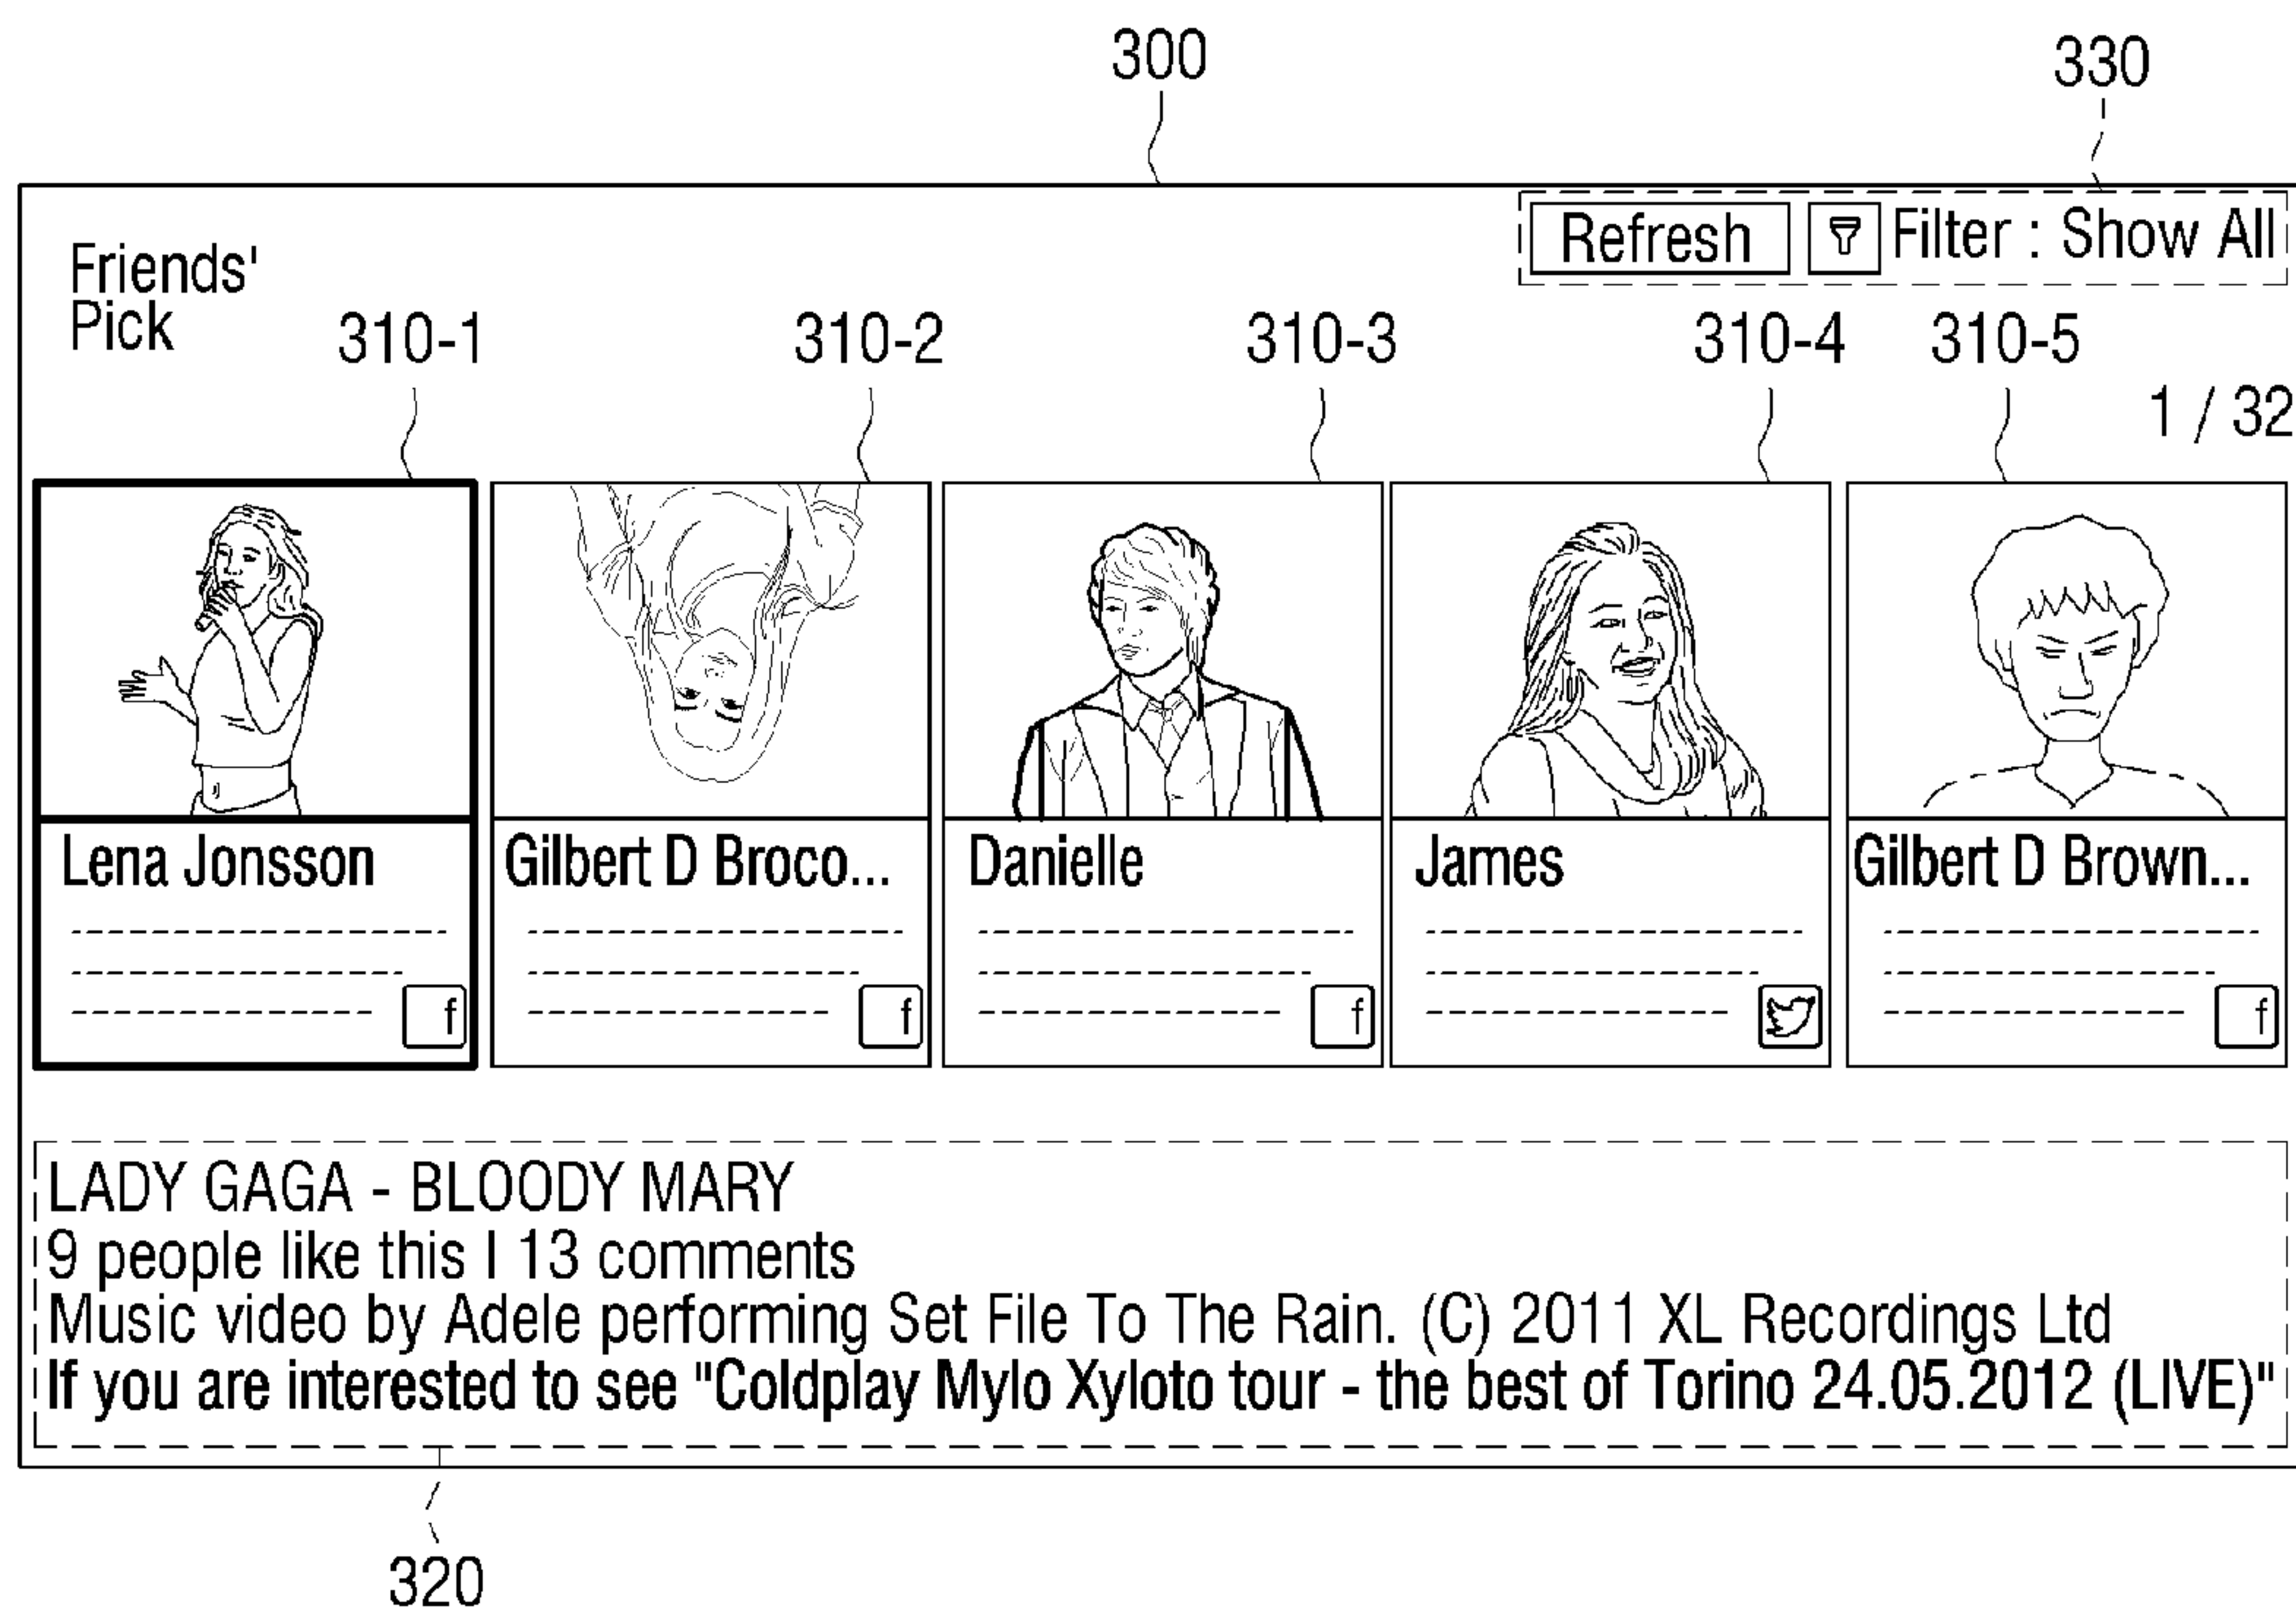 300
330
Refresh Filter : Show All
Friends'
Pick
310-1 310-2 310-3 310-4 310-5
1 / 32
Lena Jonsson
Gilbert D Broco...
Danielle
James
Gilbert D Brown...
f
f
f
f
LADY GAGA - BLOODY MARY
9 people like this I 13 comments
Music video by Adele performing Set File To The Rain. (C) 2011 XL Recordings Ltd
If you are interested to see "Coldplay Mylo Xyloto tour - the best of Torino 24.05.2012 (LIVE)"
320